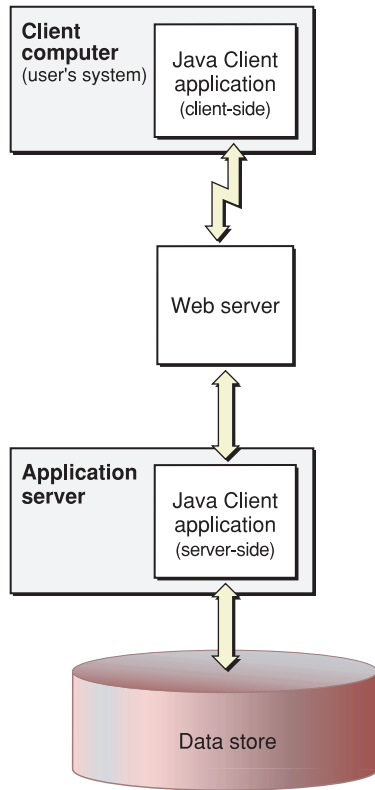 Client
computer
(user's system)
Java Client
application
(client-side)
Web server
Application
server
Java Client
application
(server-side)
Data store